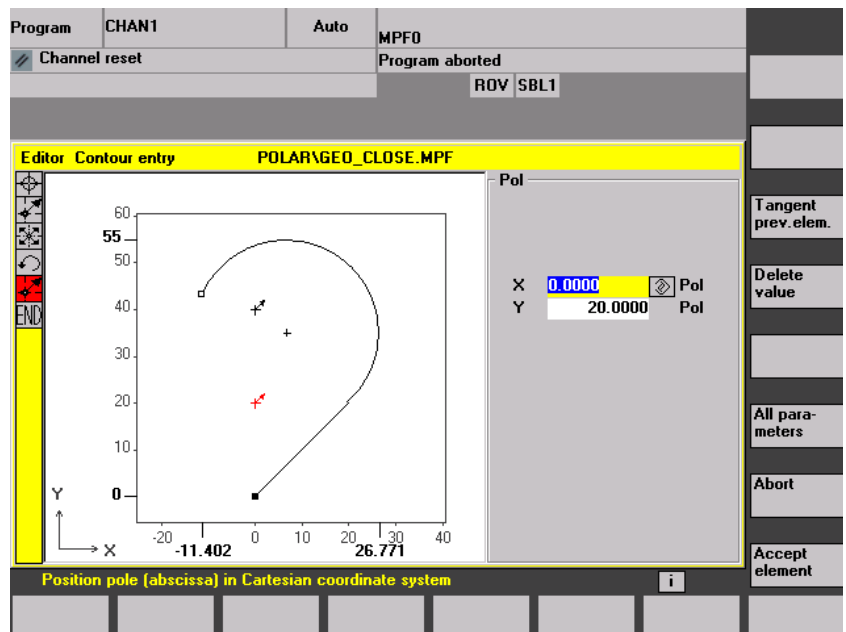 Program CHAN1 Auto MPF0
Channel reset Program aborted
ROV SBL1
Editor Contour entry POLAR\GEO_CLOSE.MPF
END
60
55
50
40
30
20
10
0
Y
X
-20 0 10 20 30 40
-11.402 26.771
Pol
X 0.0000 Pol
Y 20.0000 Pol
Tangent
prev.elem.
Delete
value
All para-
meters
Abort
Accept
element
Position pole (abscissa) in Cartesian coordinate system i